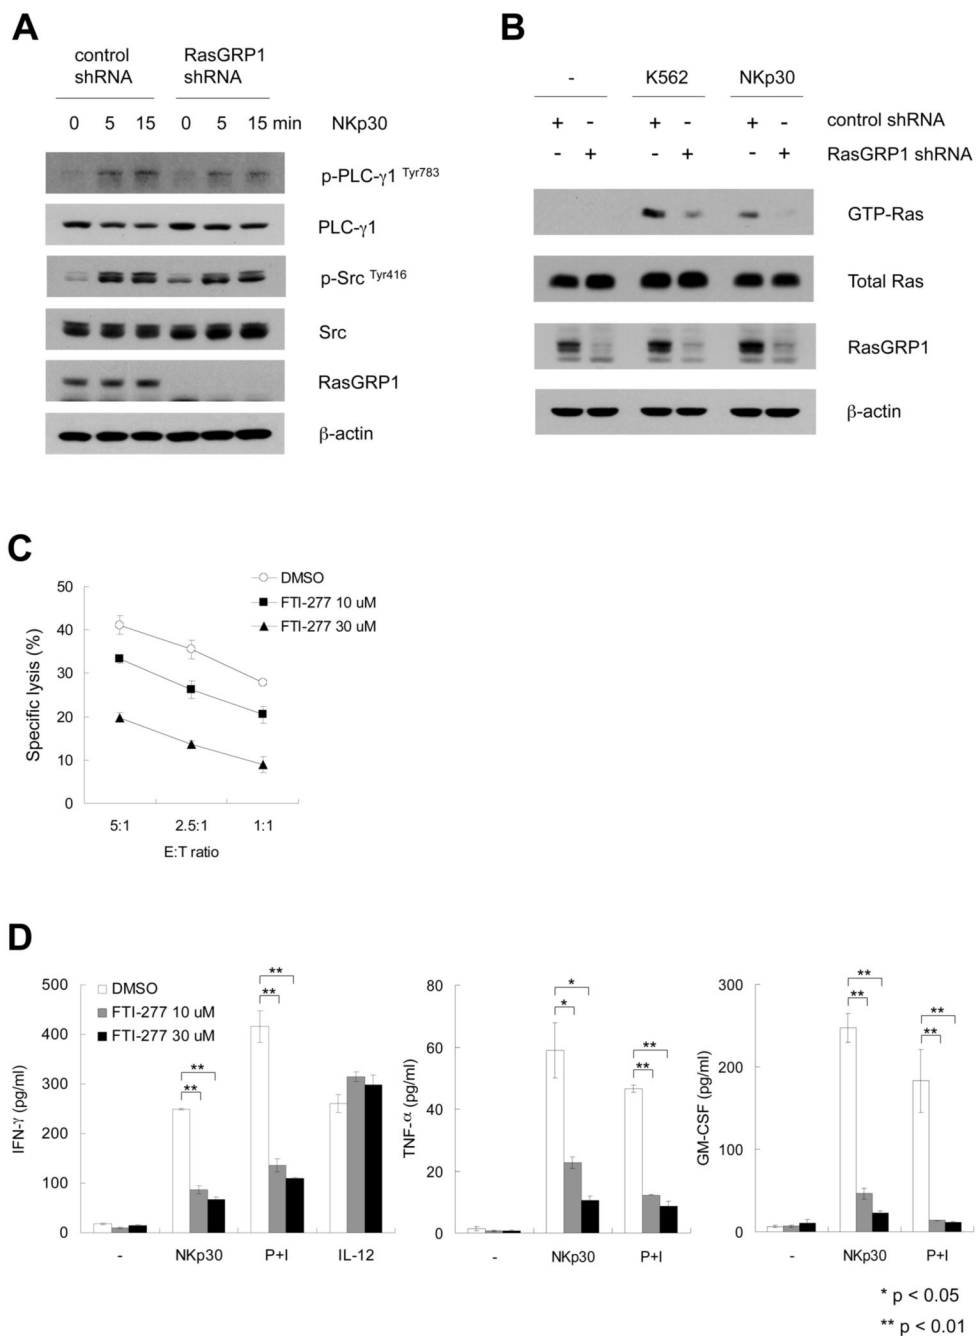 A
control shRNA
RasGRP1 shRNA
0 5 15 0 5 15 min NKp30
p-PLC-γ1 Tyr783
PLC-γ1
p-Src Tyr416
Src
RasGRP1
β-actin
B
- K562 NKp30
+ - + - + - control shRNA
- + - + - + RasGRP1 shRNA
GTP-Ras
Total Ras
RasGRP1
β-actin
C
DMSO
FTI-277 10 uM
FTI-277 30 uM
Specific lysis (%)
50
40
30
20
10
0
5:1 2.5:1 1:1
E:T ratio
D
DMSO
FTI-277 10 uM
FTI-277 30 uM
IFN-γ (pg/ml)
500
400
300
200
100
0
** ** ** **
- NKp30 P+I IL-12
TNF-α (pg/ml)
80
60
40
20
0
* * ** **
- NKp30 P+I
GM-CSF (pg/ml)
300
200
100
0
** ** ** **
- NKp30 P+I
* p < 0.05
** p < 0.01